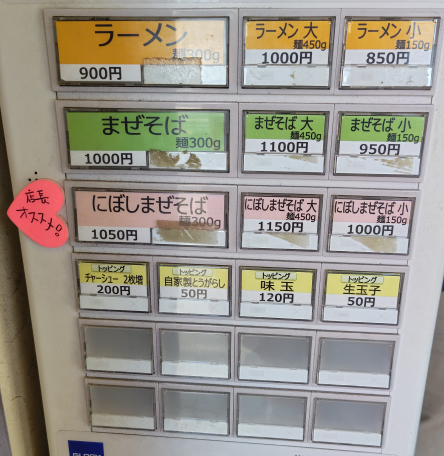 ラーメン
麺300g
900円
ラーメン 大
麺450g
1000円
ラーメン 小
麺150g
850円
まぜそば
麺300g
1000円
まぜそば 大
麺450g
1100円
まぜそば 小
麺150g
950円
店長
オススメ。
にぼしまぜそば
麺300g
1050円
にぼしまぜそば 大
麺450g
1150円
にぼしまぜそば 小
麺150g
1000円
トッピング
チャーシュー 2枚増
200円
トッピング
自家製とうがらし
50円
トッピング
味玉
120円
トッピング
生玉子
50円